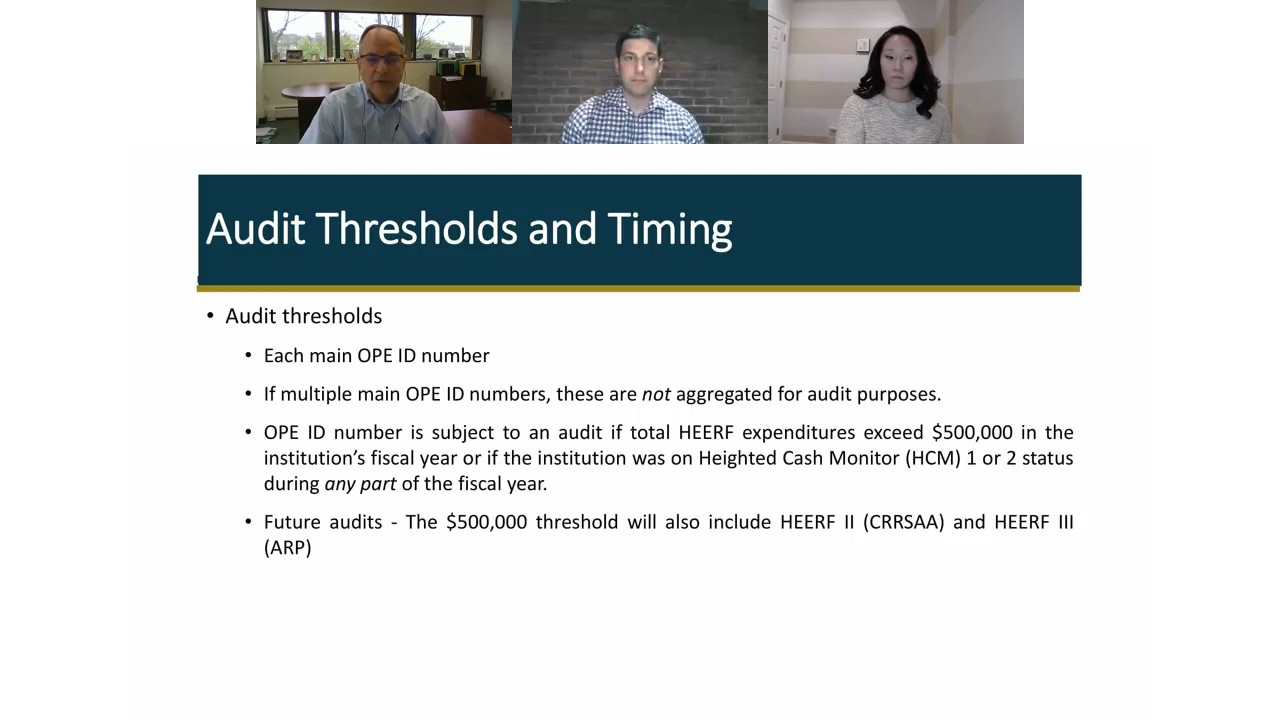 Audit Thresholds and Timing
• Audit thresholds
• Each main OPE ID number
• If multiple main OPE ID numbers, these are not aggregated for audit purposes.
• OPE ID number is subject to an audit if total HEERF expenditures exceed $500,000 in the
institution’s fiscal year or if the institution was on Heighted Cash Monitor (HCM) 1 or 2 status
during any part of the fiscal year.
• Future audits - The $500,000 threshold will also include HEERF II (CRRSAA) and HEERF III
(ARP)